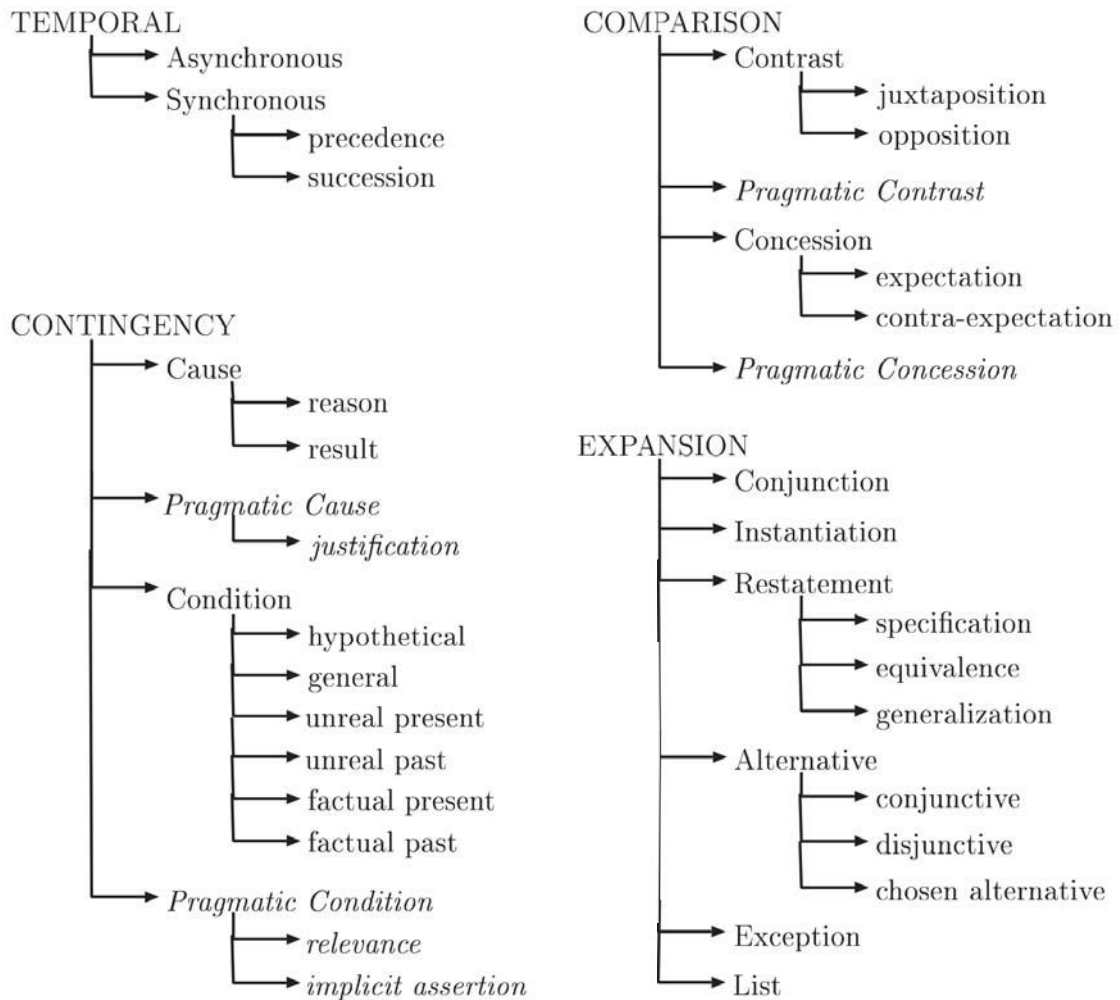 TEMPORAL
Asynchronous
Synchronous
precedence
succession
CONTINGENCY
Cause
reason
result
Pragmatic Cause
justification
Condition
hypothetical
general
unreal present
unreal past
factual present
factual past
Pragmatic Condition
relevance
implicit assertion
COMPARISON
Contrast
juxtaposition
opposition
Pragmatic Contrast
Concession
expectation
contra-expectation
Pragmatic Concession
EXPANSION
Conjunction
Instantiation
Restatement
specification
equivalence
generalization
Alternative
conjunctive
disjunctive
chosen alternative
Exception
List